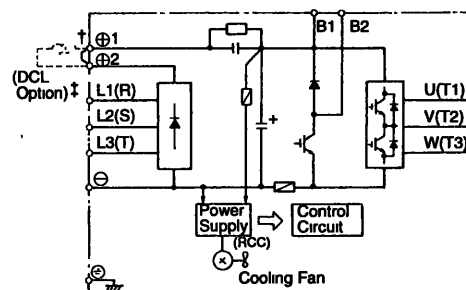 † ⊕1
B1 B2
⊕2
(DCL
Option) ‡
L1(R)
L2(S)
L3(T)
U(T1)
V(T2)
W(T3)
+
⊖
Power
Supply
(RCC)
Control
Circuit
Cooling Fan